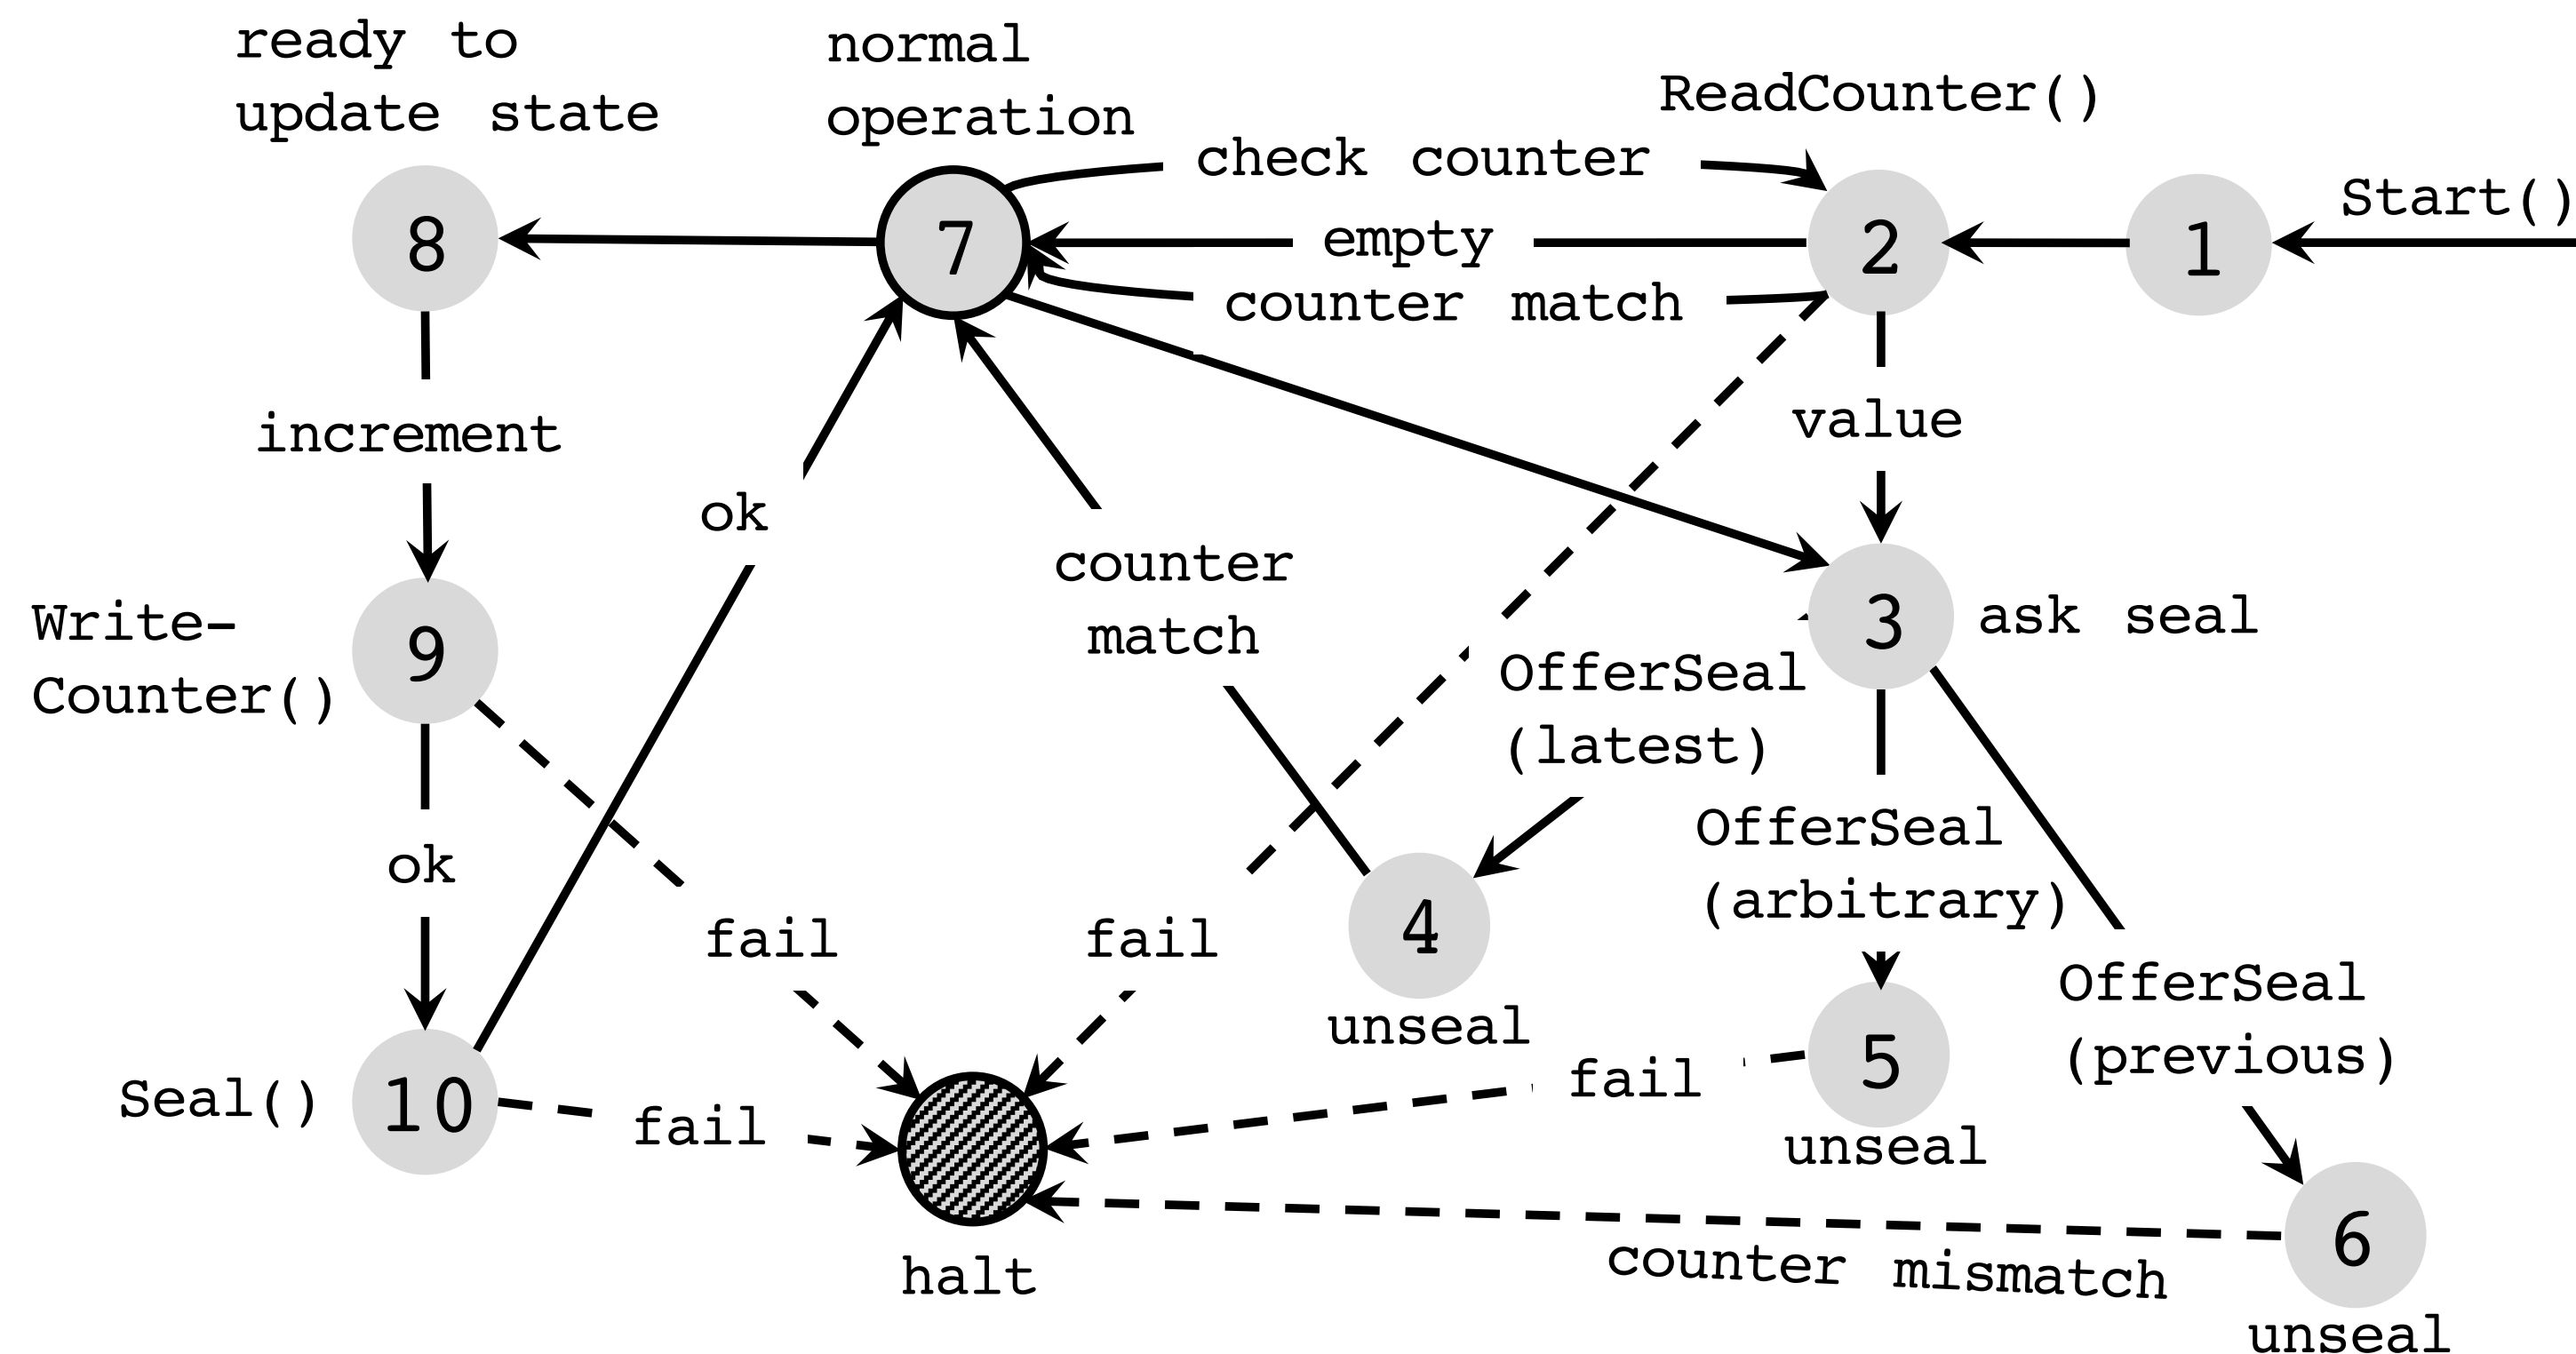 ready to
update state
normal
operation
ReadCounter()
check counter
Start()
8
7
empty
2
1
counter match
increment
value
ok
counter
match
Write-
Counter()
9
3
ask seal
OfferSeal
(latest)
OfferSeal
(arbitrary)
ok
fail
fail
4
unseal
OfferSeal
(previous)
Seal()
10
fail
fail
5
unseal
halt
counter mismatch
6
unseal